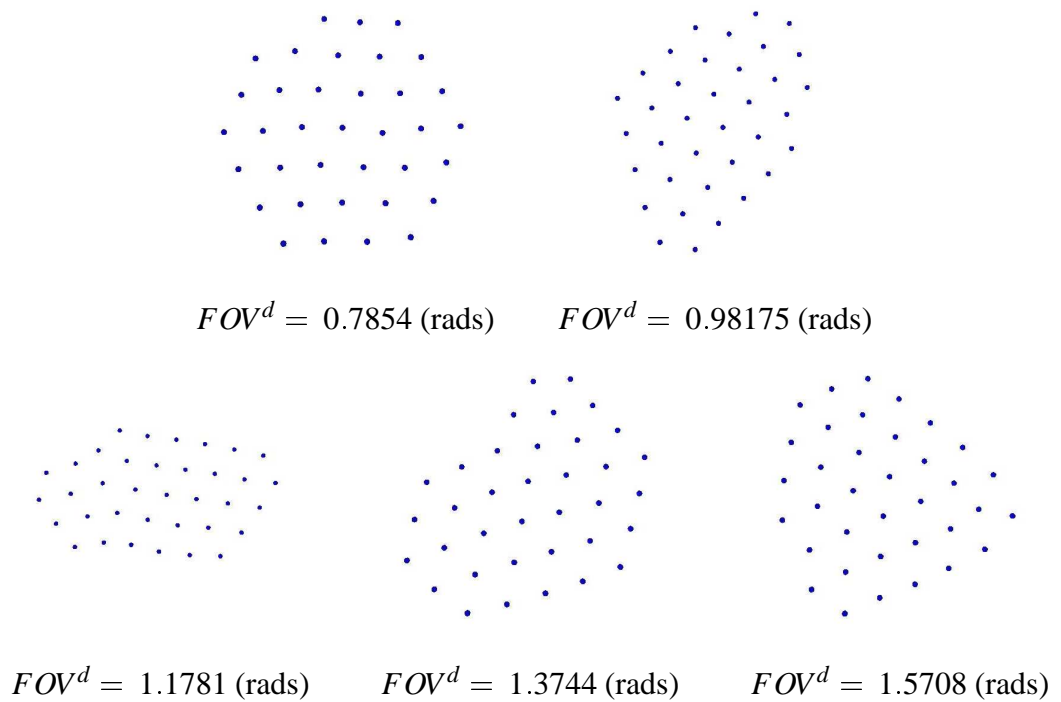 FOV^d = 0.7854 (rads)
FOV^d = 0.98175 (rads)
FOV^d = 1.1781 (rads)
FOV^d = 1.3744 (rads)
FOV^d = 1.5708 (rads)